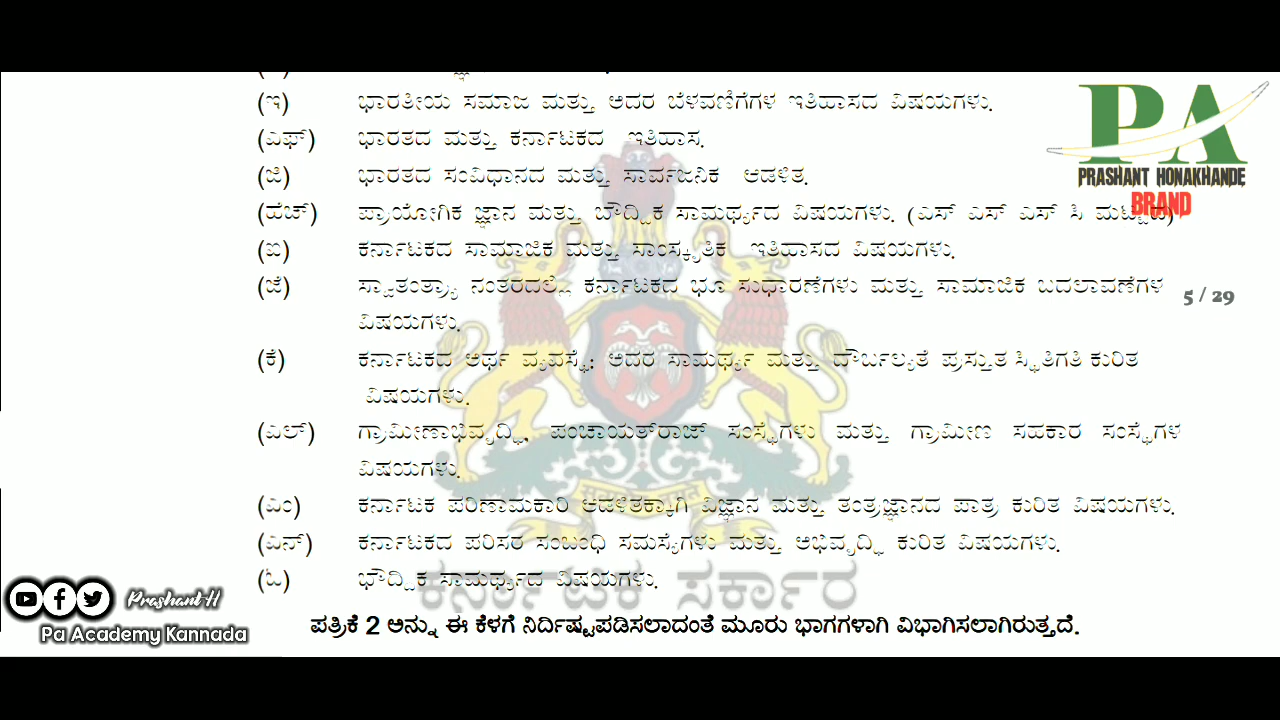 (ಇ) ಭಾರತೀಯ ಸಮಾಜ ಮತ್ತು ಅದರ ಬೆಳವಣಿಗೆಗಳ ಇತಿಹಾಸದ ವಿಷಯಗಳು.
(ಎಫ್) ಭಾರತದ ಮತ್ತು ಕರ್ನಾಟಕದ ಇತಿಹಾಸ.
(ಜಿ) ಭಾರತದ ಸಂವಿಧಾನದ ಮತ್ತು ಸಾರ್ವಜನಿಕ ಆಡಳಿತ.
(ಹೆಚ್) ಪ್ರಾಯೋಗಿಕ ಜ್ಞಾನ ಮತ್ತು ಬೌದ್ಧಿಕ ಸಾಮರ್ಥ್ಯದ ವಿಷಯಗಳು. (ಎಸ್ ಎಸ್ ಎಸ್ ಸಿ ಮಟ್ಟದ)
(ಐ) ಕರ್ನಾಟಕದ ಸಾಮಾಜಿಕ ಮತ್ತು ಸಾಂಸ್ಕೃತಿಕ ಇತಿಹಾಸದ ವಿಷಯಗಳು.
(ಜೆ) ಸ್ವಾತಂತ್ರ್ಯಾ ನಂತರದಲ್ಲಿ ಕರ್ನಾಟಕದ ಭೂ ಸುಧಾರಣೆಗಳು ಮತ್ತು ಸಾಮಾಜಿಕ ಬದಲಾವಣೆಗಳ
ವಿಷಯಗಳು.
(ಕೆ) ಕರ್ನಾಟಕದ ಅರ್ಥ ವ್ಯವಸ್ಥೆ: ಅದರ ಸಾಮರ್ಥ್ಯ ಮತ್ತು ದೌರ್ಬಲ್ಯತೆ ಪ್ರಸ್ತುತ ಸ್ಥಿತಿಗತಿ ಕುರಿತ
ವಿಷಯಗಳು.
(ಎಲ್) ಗ್ರಾಮೀಣಾಭಿವೃದ್ಧಿ, ಪಂಚಾಯತ್‌ರಾಜ್ ಸಂಸ್ಥೆಗಳು ಮತ್ತು ಗ್ರಾಮೀಣ ಸಹಕಾರ ಸಂಸ್ಥೆಗಳ
ವಿಷಯಗಳು.
(ಎಂ) ಕರ್ನಾಟಕ ಪರಿಣಾಮಕಾರಿ ಆಡಳಿತಕ್ಕಾಗಿ ವಿಜ್ಞಾನ ಮತ್ತು ತಂತ್ರಜ್ಞಾನದ ಪಾತ್ರ ಕುರಿತ ವಿಷಯಗಳು.
(ಎನ್) ಕರ್ನಾಟಕದ ಪರಿಸರ ಸಂಬಂಧಿ ಸಮಸ್ಯೆಗಳು ಮತ್ತು ಅಭಿವೃದ್ಧಿ ಕುರಿತ ವಿಷಯಗಳು.
(ಓ) ಭೌದ್ಧಿಕ ಸಾಮರ್ಥ್ಯದ ವಿಷಯಗಳು.
ಪತ್ರಿಕೆ 2 ಅನ್ನು ಈ ಕೆಳಗೆ ನಿರ್ದಿಷ್ಟಪಡಿಸಲಾದಂತೆ ಮೂರು ಭಾಗಗಳಾಗಿ ವಿಭಾಗಿಸಲಾಗಿರುತ್ತದೆ.
ಕರ್ನಾಟಕ ಸರ್ಕಾರ
PA
PRASHANT HONAKHANDE
BRAND
5 / 29
Prashant H
Pa Academy Kannada